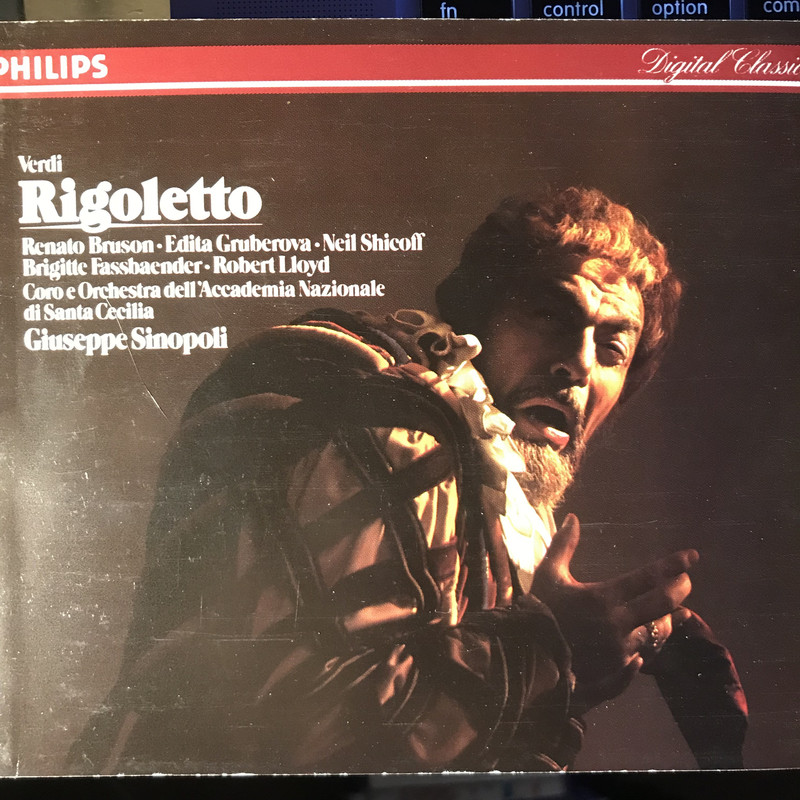 fn
control
option
com
PHILIPS
Digital Classic
Verdi
Rigoletto
Renato Bruson · Edita Gruberova · Neil Shicoff
Brigitte Fassbaender · Robert Lloyd
Coro e Orchestra dell'Accademia Nazionale
di Santa Cecilia
Giuseppe Sinopoli